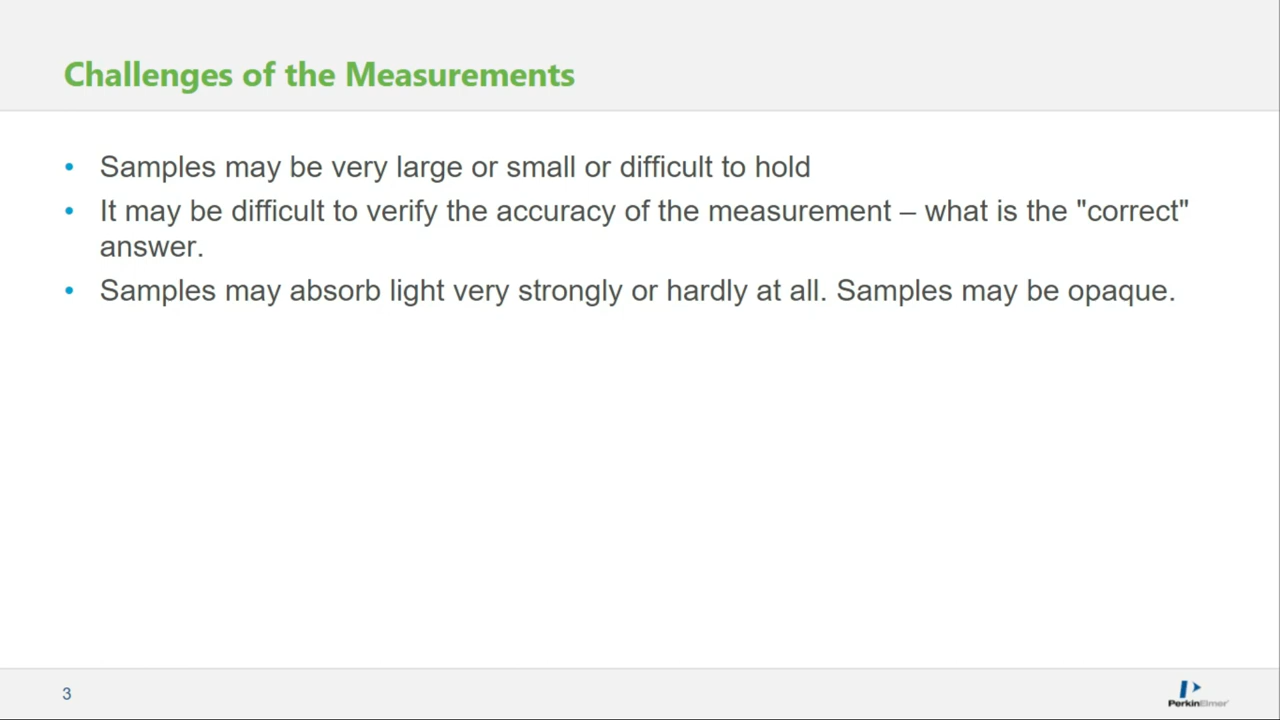 Challenges of the Measurements
• Samples may be very large or small or difficult to hold
• It may be difficult to verify the accuracy of the measurement – what is the "correct"
answer.
• Samples may absorb light very strongly or hardly at all. Samples may be opaque.
3
PerkinElmer